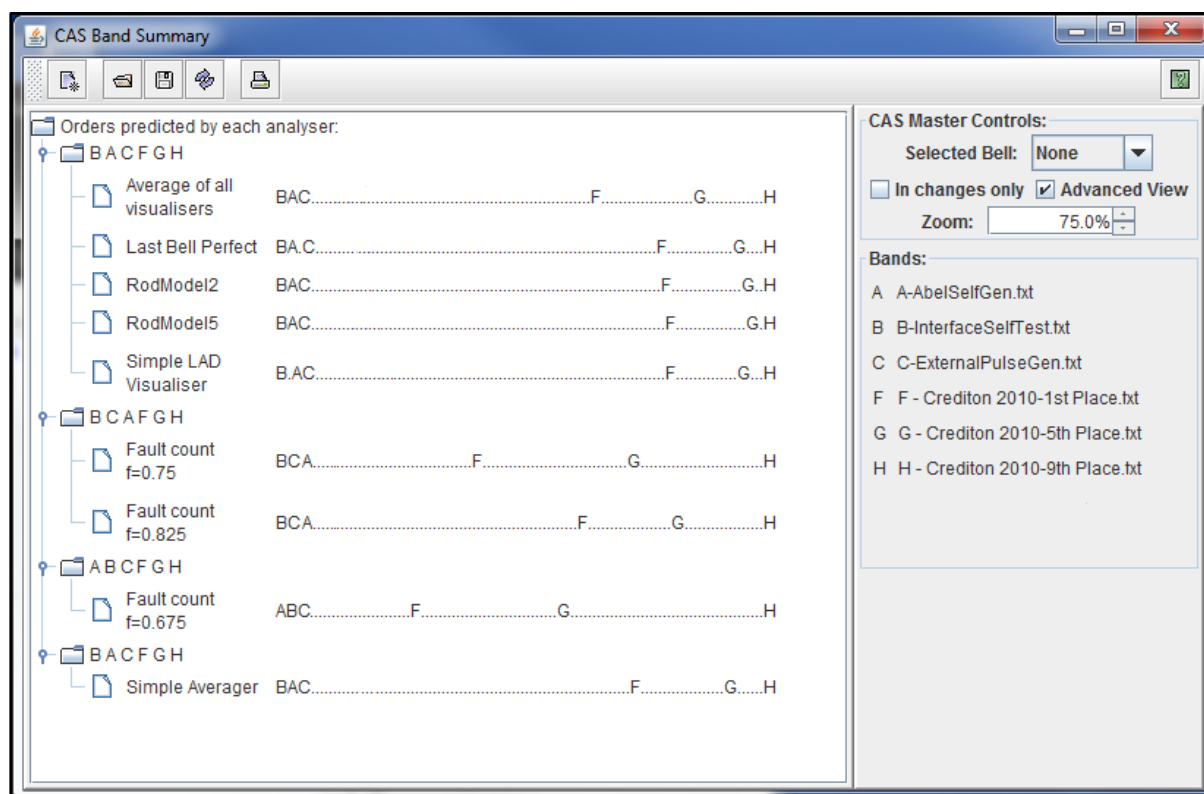 CAS Band Summary
Orders predicted by each analyser:
B A C F G H
Average of all
visualisers
BAC.......................................................................................F................................G..................H
Last Bell Perfect BA.C.........................................................................................................F.....................G....H
RodModel2 BAC.............................................................................................................F......................G..H
RodModel5 BAC..............................................................................................................F......................G.H
Simple LAD
Visualiser
B.AC.............................................................................................................F......................G...H
B C A F G H
Fault count
f=0.75
BCA.................................................F................................................G..........................................H
Fault count
f=0.825
BCA...................................................................................F...........................G............................H
A B C F G H
Fault count
f=0.675
ABC..............................F...........................................G..............................................................H
B A C F G H
Simple Averager BAC...................................................................................................F...........................G.......H
CAS Master Controls:
Selected Bell: None
In changes only Advanced View
Zoom: 75.0%
Bands:
A A-AbelSelfGen.txt
B B-InterfaceSelfTest.txt
C C-ExternalPulseGen.txt
F F - Crediton 2010-1st Place.txt
G G - Crediton 2010-5th Place.txt
H H - Crediton 2010-9th Place.txt